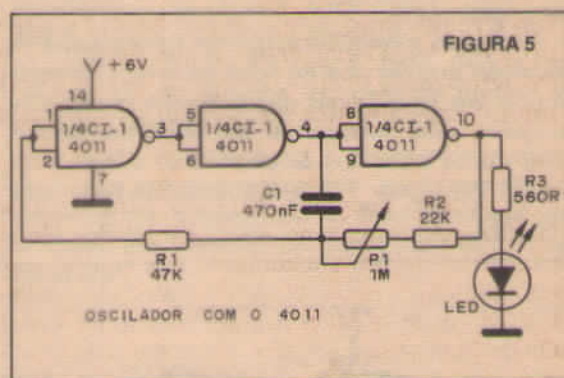 FIGURA 5
+6V
14
1
2
1/4CI-1
4011
3
7
5
6
1/4CI-1
4011
4
8
9
1/4CI-1
4011
10
C1
470nF
R1
47K
P.1
1M
R2
22K
R3
560R
LED
OSCILADOR COM O 4011